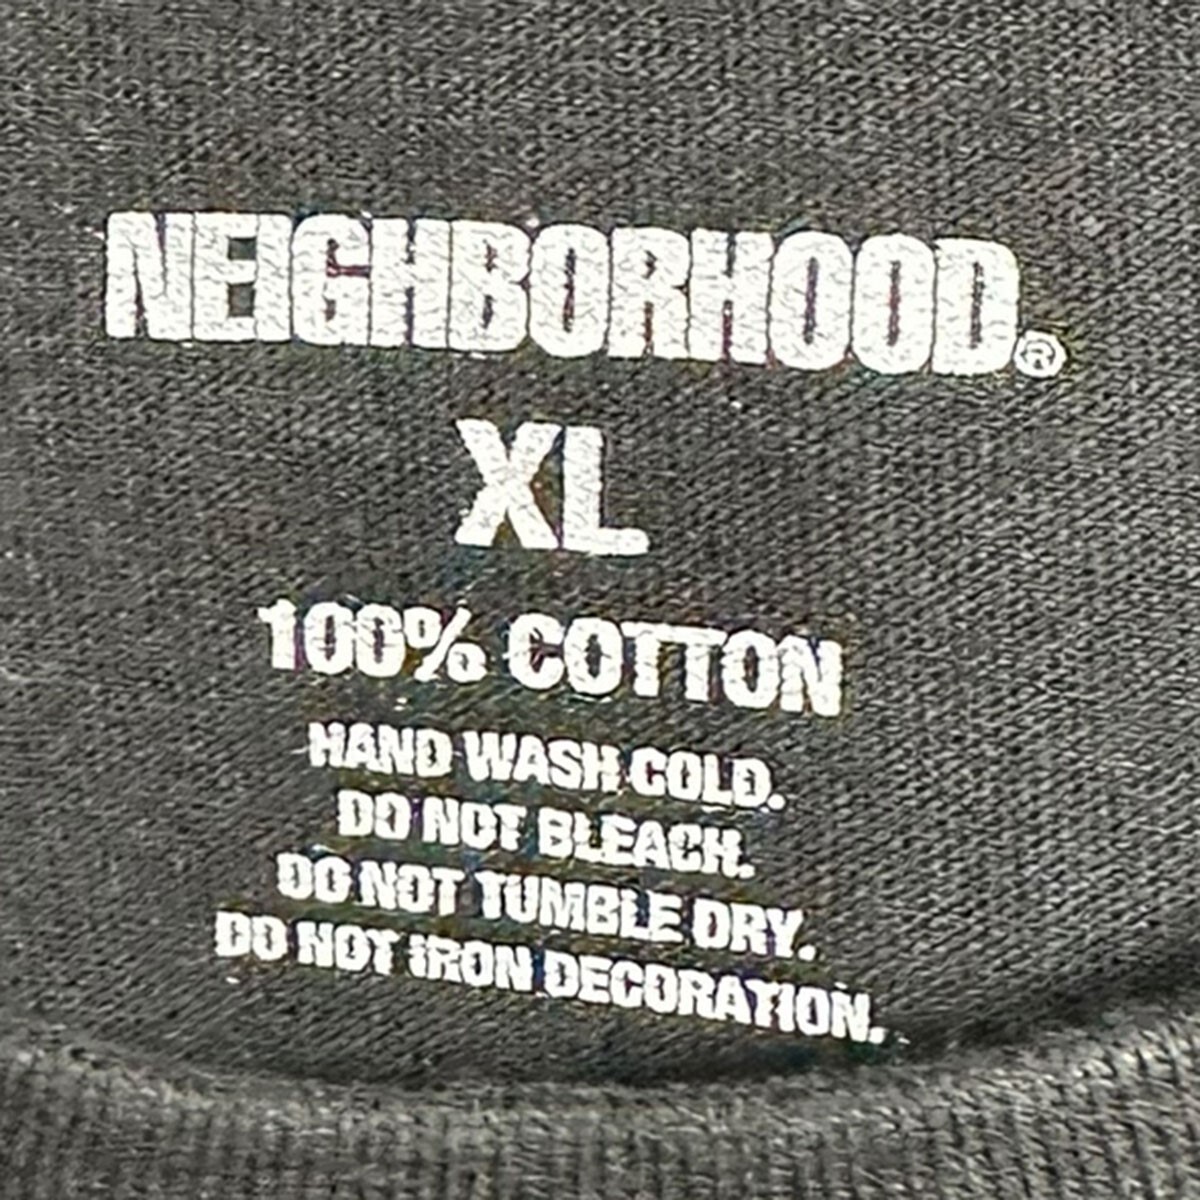 NEIGHBORHOOD.®
XL
100% COTTON
HAND WASH COLD.
DO NOT BLEACH.
DO NOT TUMBLE DRY.
DO NOT IRON DECORATION.